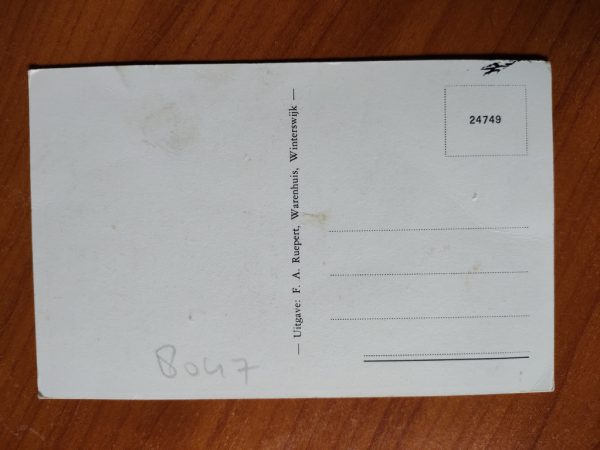 24749
— Uitgave: F. A. Ruepert, Warenhuis, Winterswijk —
8047